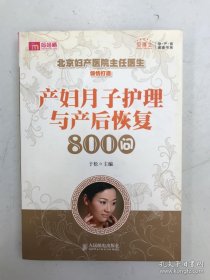 北京妇产医院主任医生
倾情打造
产妇月子护理
与产后恢复
800问
于松 主编
人民邮电出版社